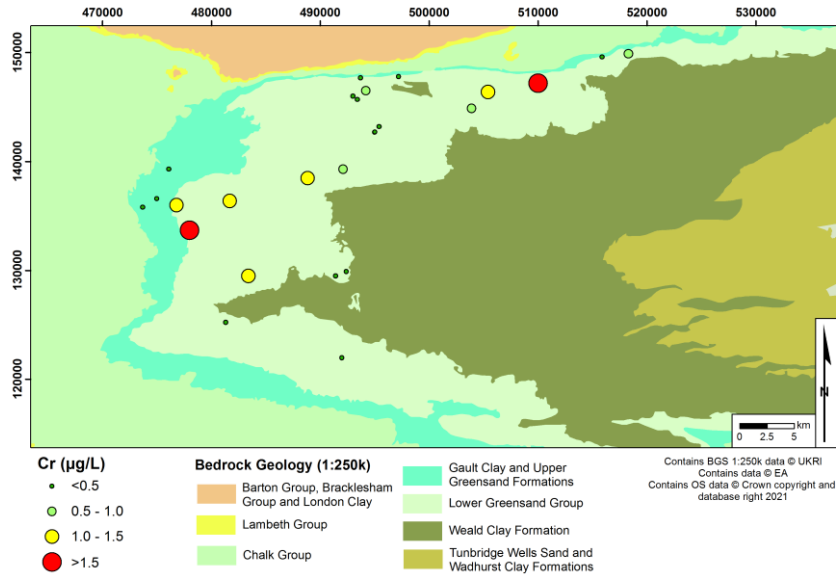 470000 480000 490000 500000 510000 520000 530000
150000
140000
130000
120000
N
km
0 2.5 5
Cr (µg/L)
<0.5
0.5 - 1.0
1.0 - 1.5
>1.5
Bedrock Geology (1:250k)
Barton Group, Bracklesham
Group and London Clay
Lambeth Group
Chalk Group
Gault Clay and Upper
Greensand Formations
Lower Greensand Group
Weald Clay Formation
Tunbridge Wells Sand and
Wadhurst Clay Formations
Contains BGS 1:250k data © UKRI
Contains data © EA
Contains OS data © Crown copyright and
database right 2021